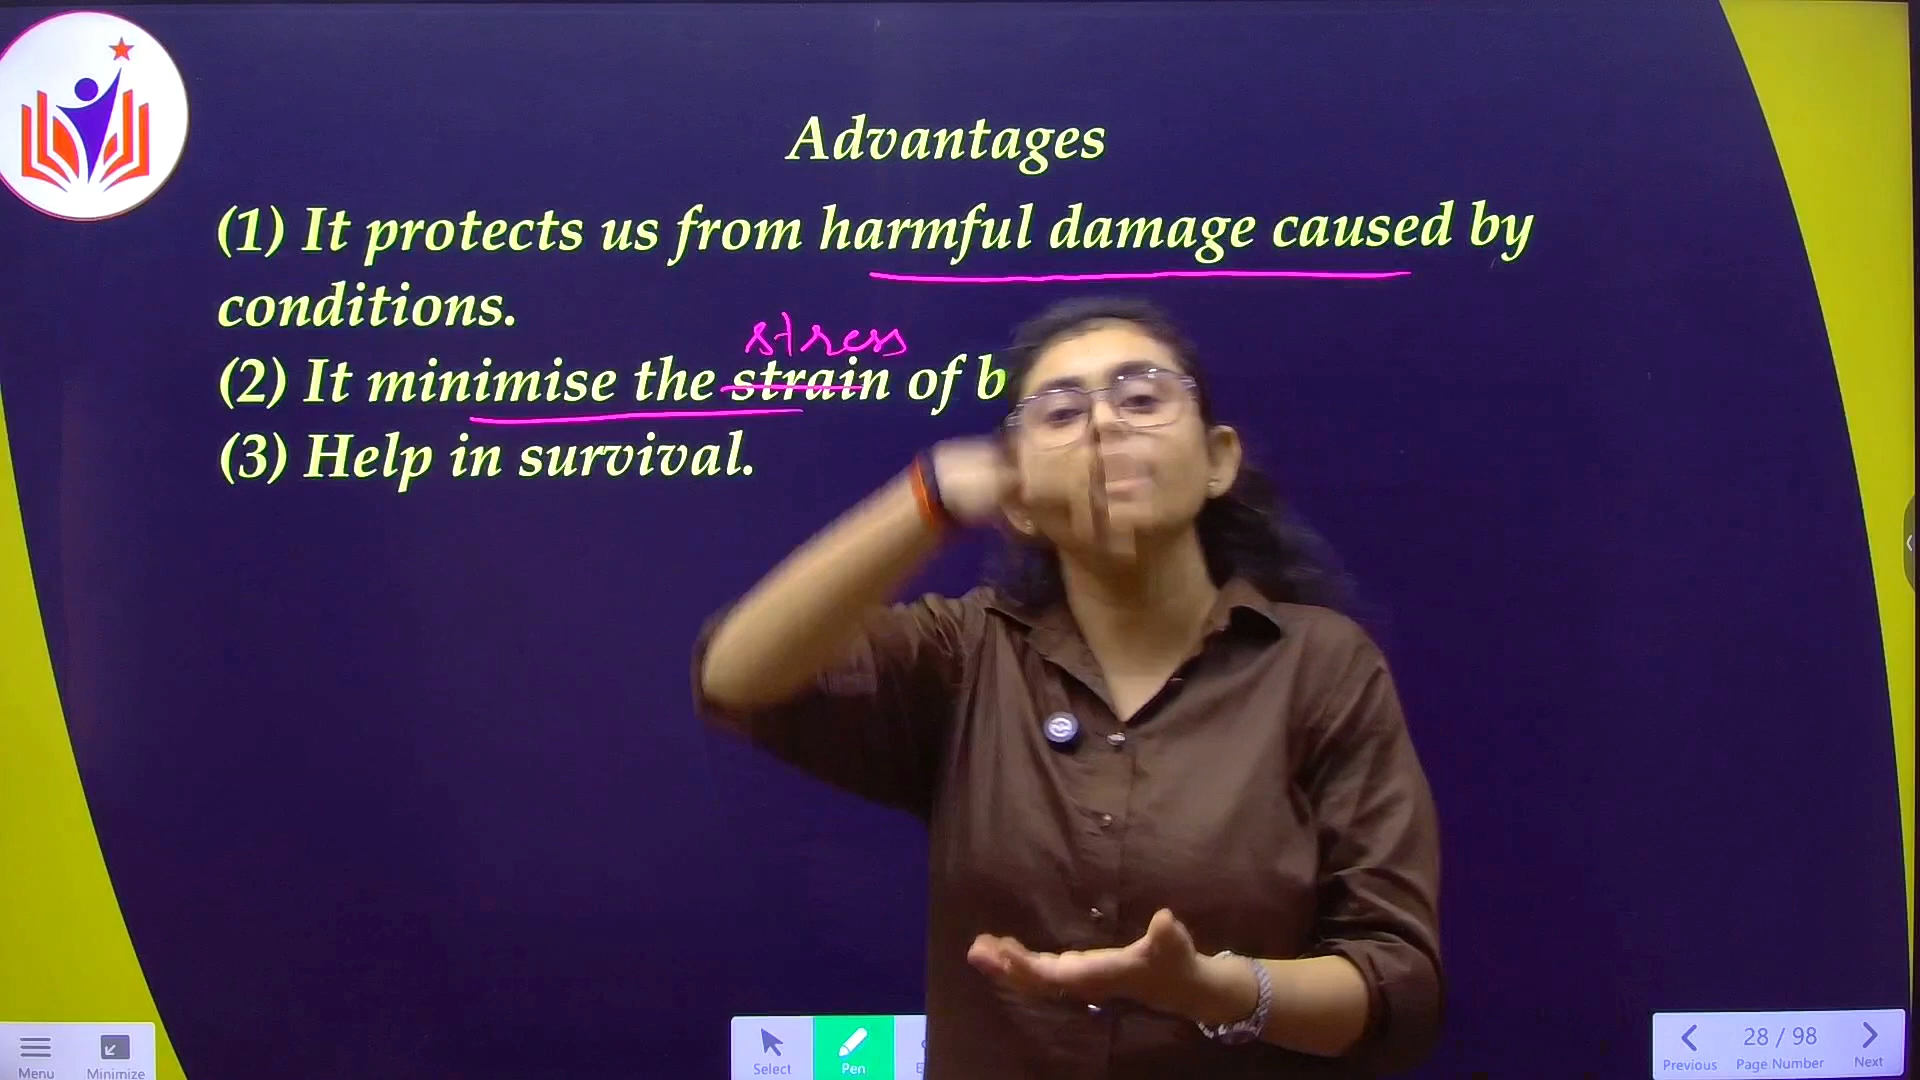 Advantages
(1) It protects us from harmful damage caused by
conditions.
stress
(2) It minimise the strain of b
(3) Help in survival.
Menu
Minimize
Select
Pen
28 / 98
Previous
Page Number
Next